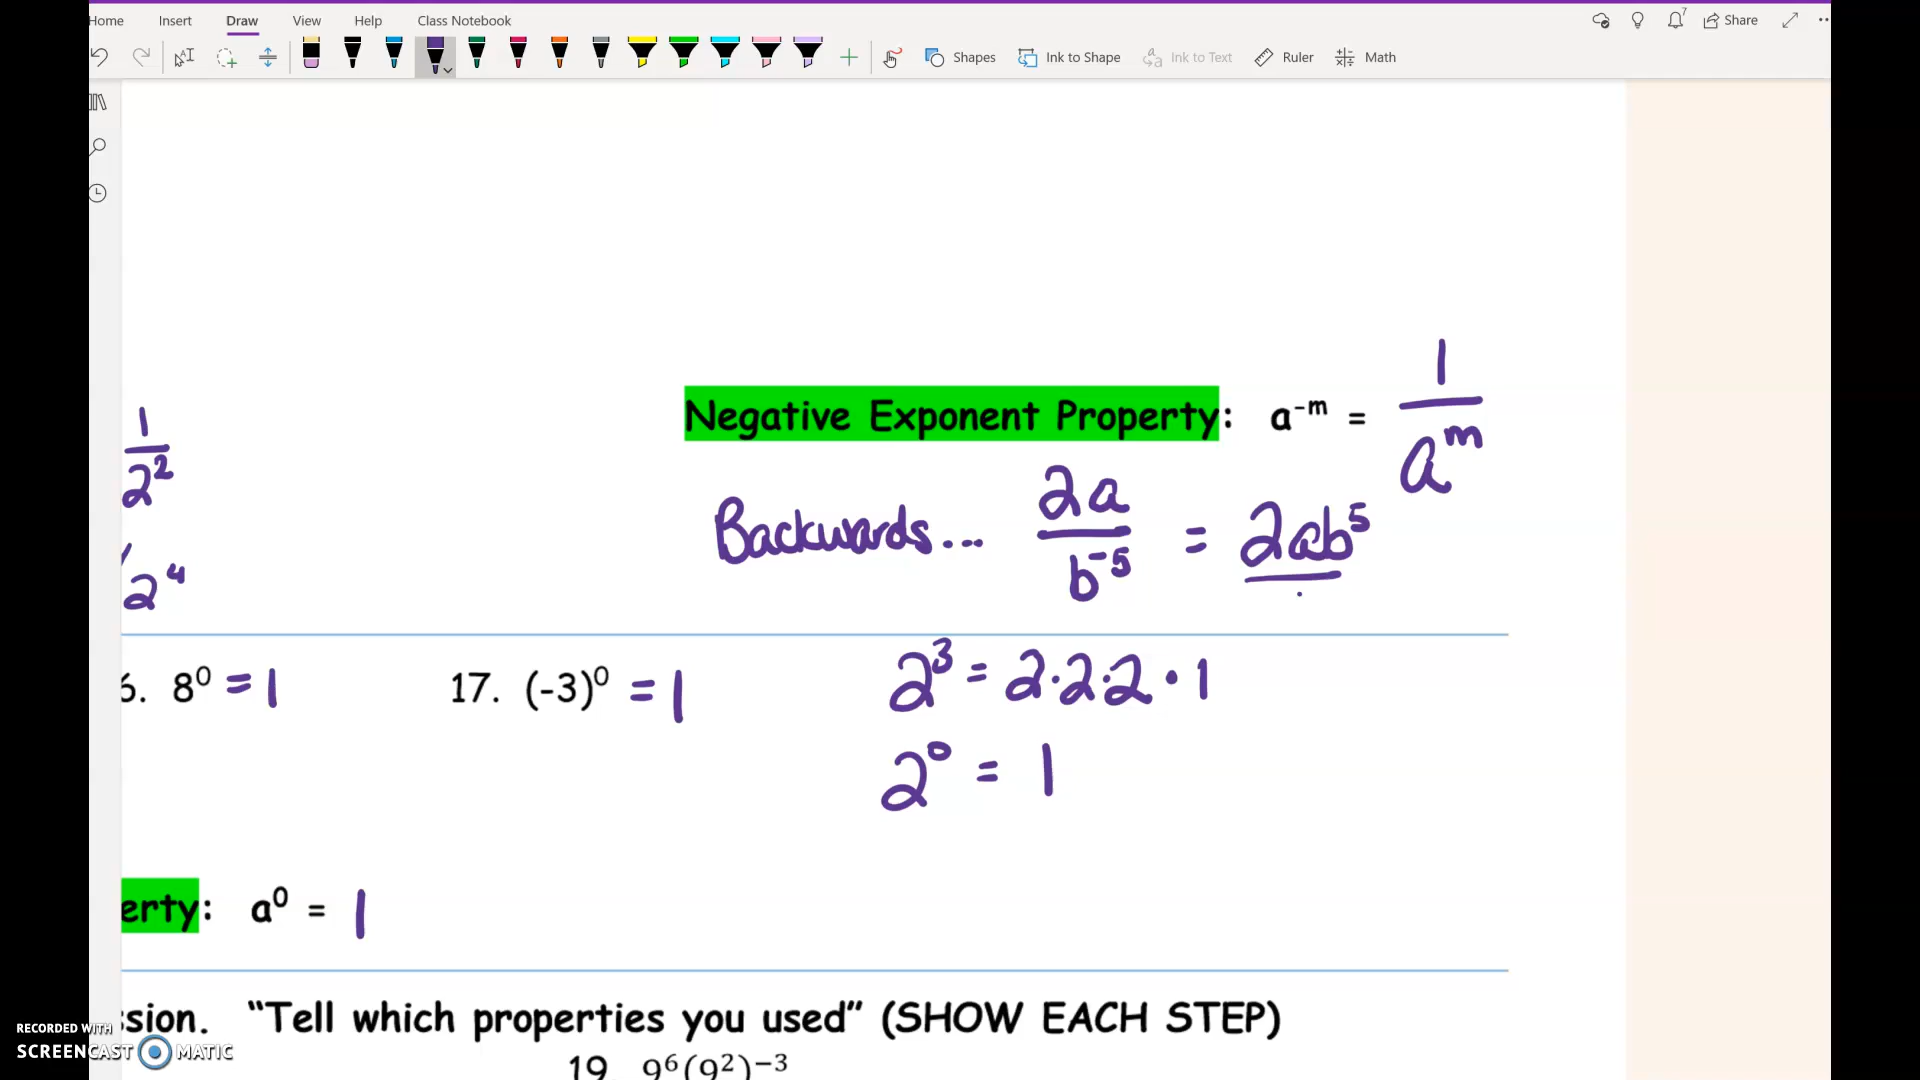 Home Insert Draw View Help Class Notebook 7 Share
Shapes Ink to Shape Ink to Text Ruler Math
Negative Exponent Property: a⁻ᵐ = 1/aᵐ
1/2²
Backwards... 2a/b⁻⁵ = 2ab⁵
2⁴
6. 8⁰ = 1 17. (-3)⁰ = 1 2³ = 2·2·2·1
2⁰ = 1
erty: a⁰ = 1
sion. “Tell which properties you used” (SHOW EACH STEP)
19. 9⁶(9²)⁻³
RECORDED WITH
SCREENCAST MATIC